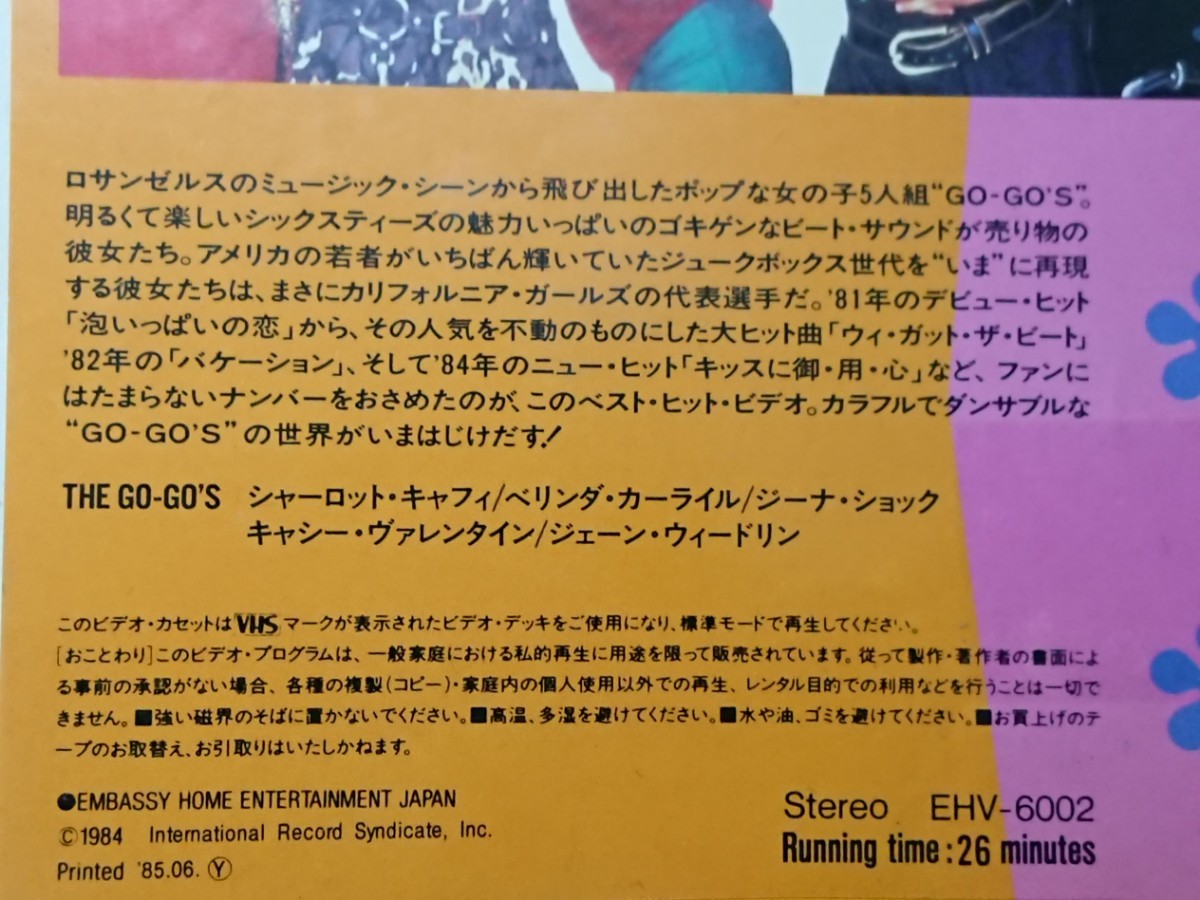 ロサンゼルスのミュージック・シーンから飛び出したポップな女の子5人組“GO-GO'S”。
明るくて楽しいシックスティーズの魅力いっぱいのゴキゲンなビート・サウンドが売り物の
彼女たち。アメリカの若者がいちばん輝いていたジュークボックス世代を“いま”に再現
する彼女たちは、まさにカリフォルニア・ガールズの代表選手だ。'81年のデビュー・ヒット
「泡いっぱいの恋」から、その人気を不動のものにした大ヒット曲「ウィ・ガット・ザ・ビート」
'82年の「バケーション」、そして'84年のニュー・ヒット「キッスに御・用・心」など、ファンに
はたまらないナンバーをおさめたのが、このベスト・ヒット・ビデオ。カラフルでダンサブルな
“GO-GO'S”の世界がいまはじけだす!
THE GO-GO'S シャーロット・キャフィ/ベリンダ・カーライル/ジーナ・ショック
キャシー・ヴァレンタイン/ジェーン・ウィードリン
このビデオ・カセットはVHSマークが表示されたビデオ・デッキをご使用になり、標準モードで再生してください。
[おことわり]このビデオ・プログラムは、一般家庭における私的再生に用途を限って販売されています。従って製作・著作者の書面によ
る事前の承認がない場合、各種の複製(コピー)・家庭内の個人使用以外での再生、レンタル目的での利用などを行うことは一切で
きません。■強い磁界のそばに置かないでください。■高温、多湿を避けてください。■水や油、ゴミを避けてください。■お買上げのテ
ープのお取替え、お引取りはいたしかねます。
●EMBASSY HOME ENTERTAINMENT JAPAN
©1984 International Record Syndicate, Inc.
Printed '85.06. Ⓨ
Stereo EHV-6002
Running time:26 minutes